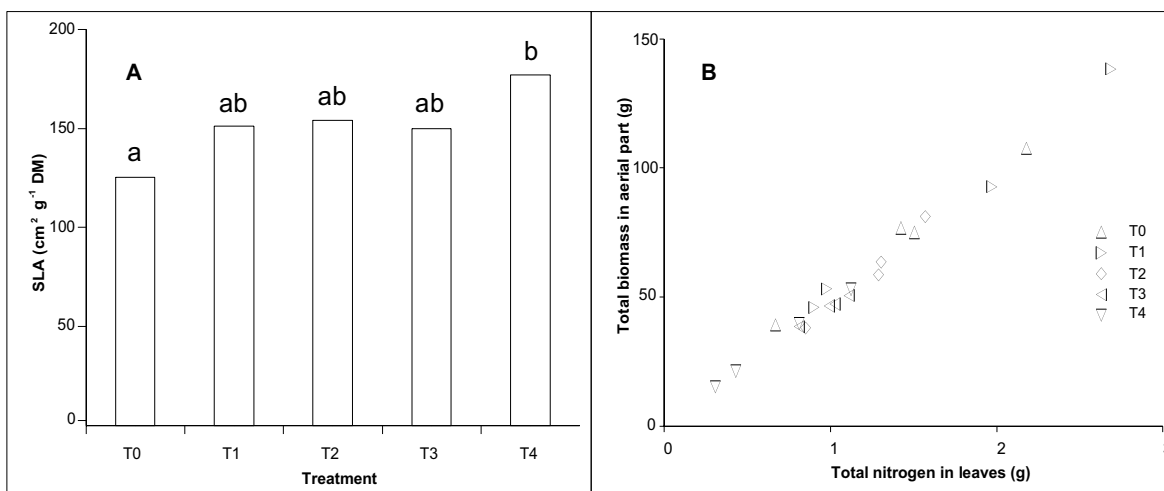 A
200
150
100
50
0
SLA (cm² g⁻¹ DM)
a
ab
ab
ab
b
T0 T1 T2 T3 T4
Treatment
B
150
100
50
0
Total biomass in aerial part (g)
T0
T1
T2
T3
T4
0 1 2 3
Total nitrogen in leaves (g)